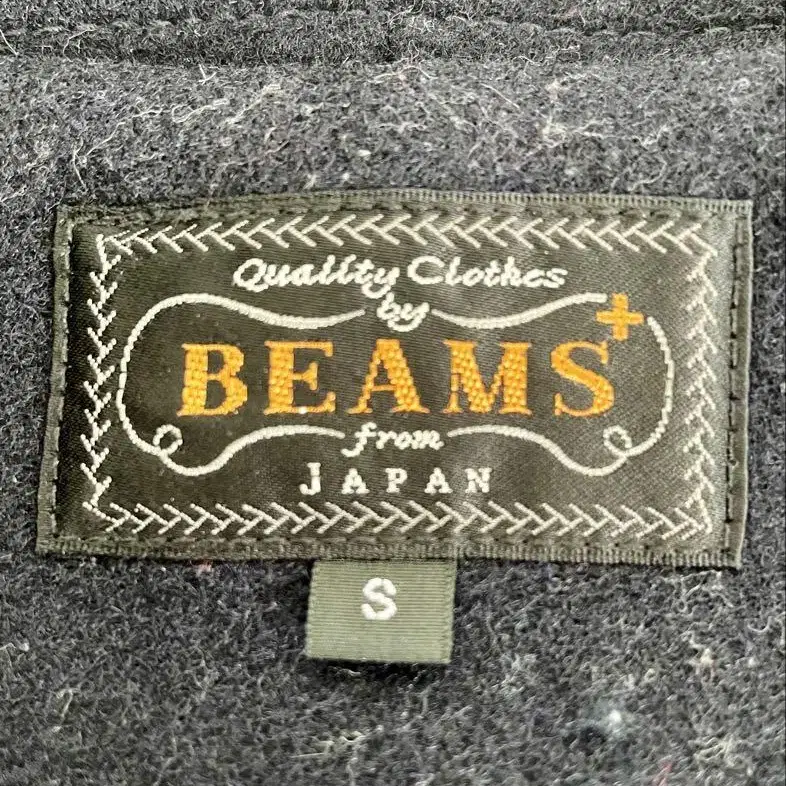 Quality Clothes
by
BEAMS+
from
JAPAN
S